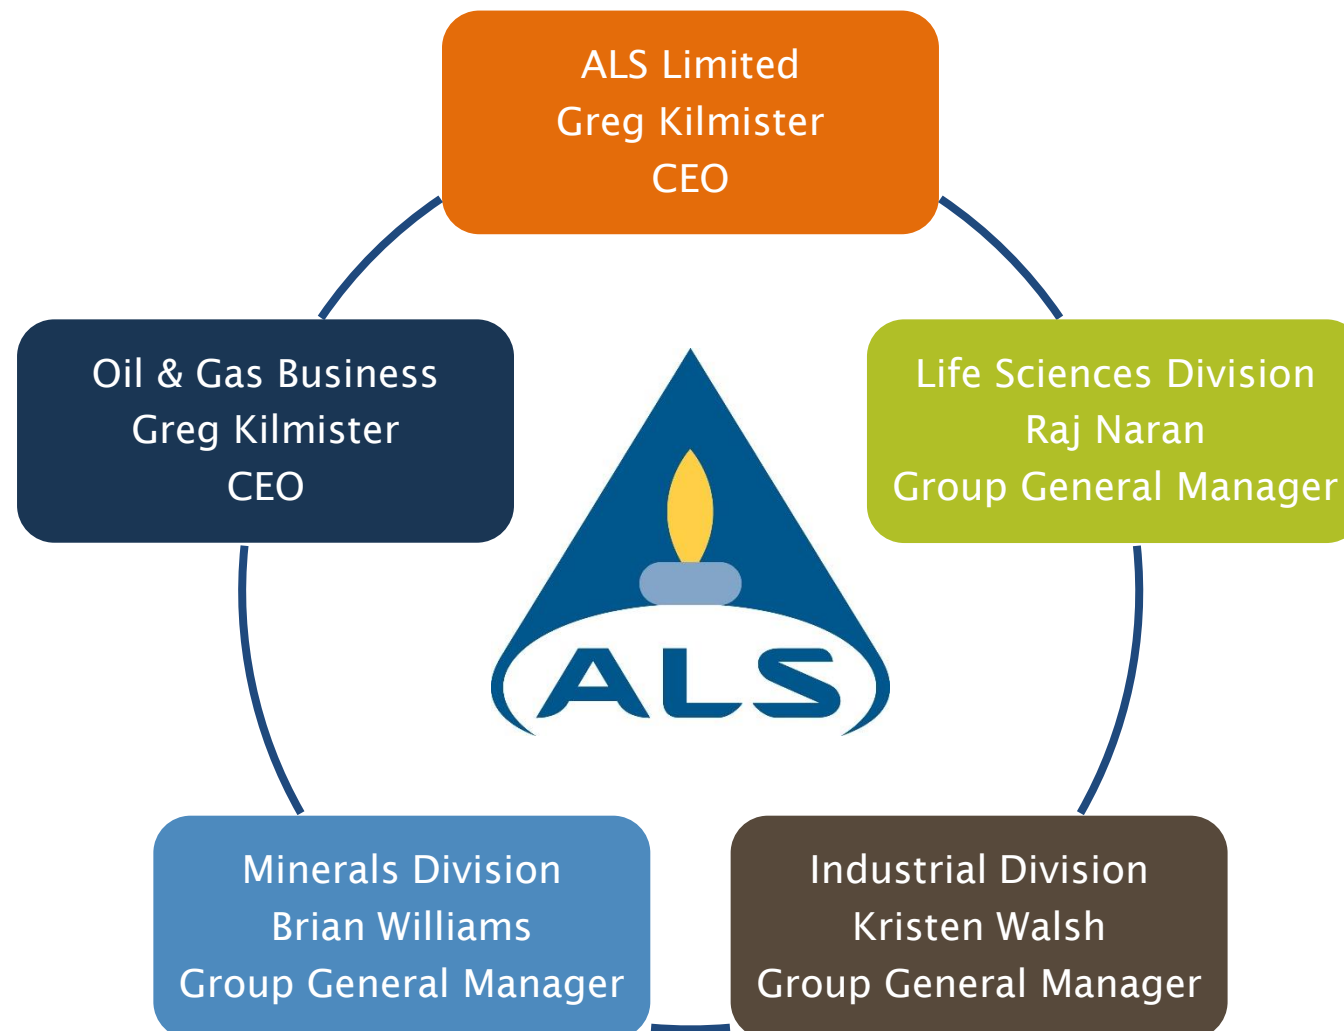 ALS Limited
Greg Kilmister
CEO
Oil & Gas Business
Greg Kilmister
CEO
Life Sciences Division
Raj Naran
Group General Manager
ALS
Minerals Division
Brian Williams
Group General Manager
Industrial Division
Kristen Walsh
Group General Manager